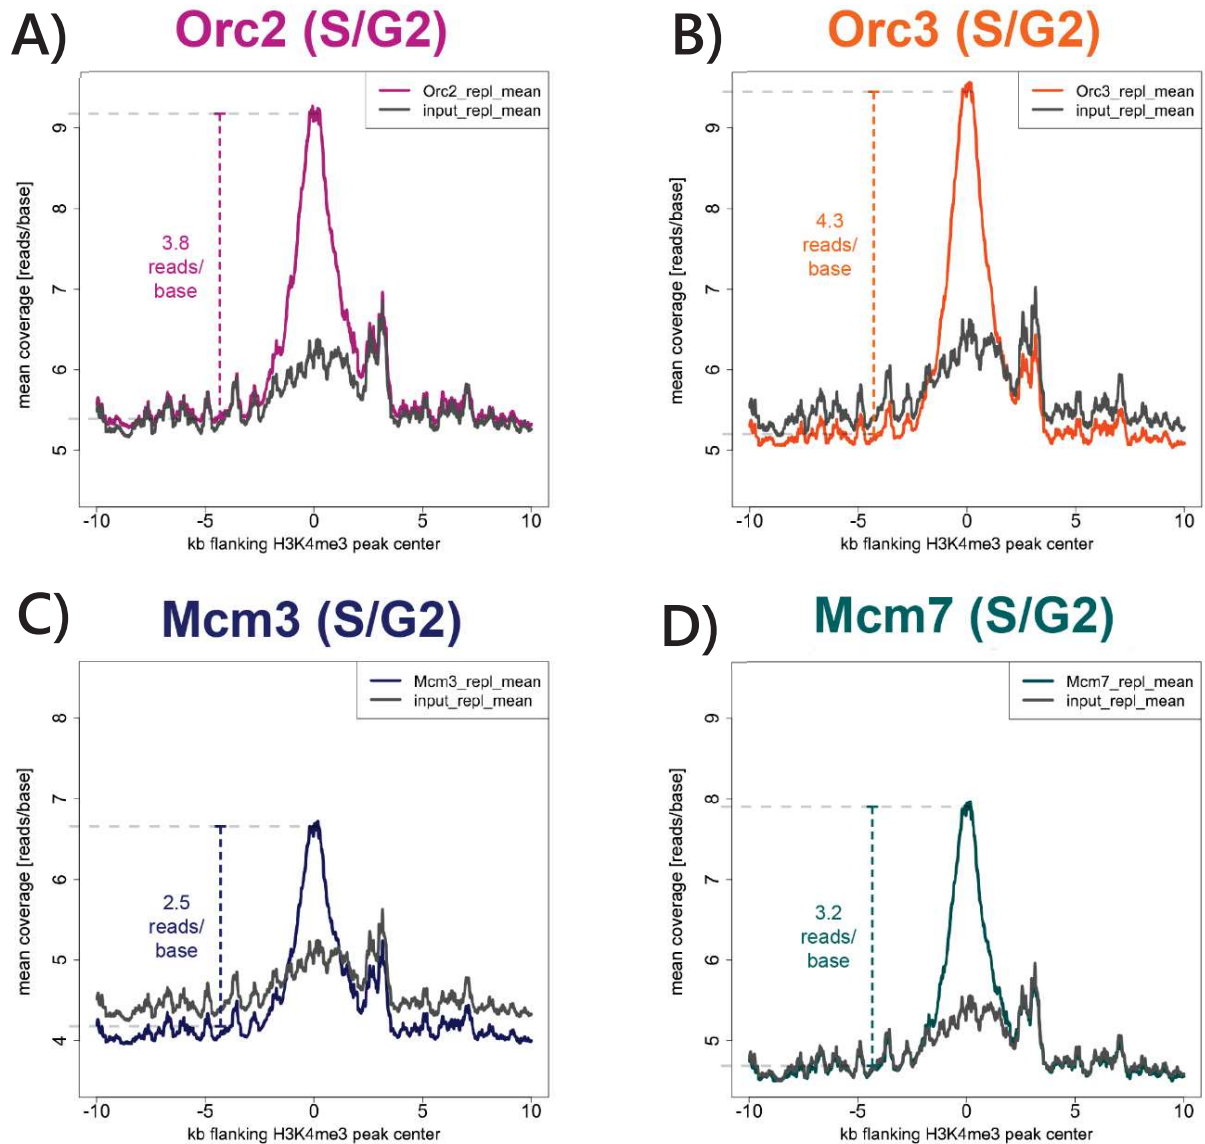 A)
Orc2 (S/G2)
Orc2_repl_mean
input_repl_mean
mean coverage [reads/base]
9
8
7
6
5
3.8
reads/
base
-10
-5
0
5
10
kb flanking H3K4me3 peak center
B)
Orc3 (S/G2)
Orc3_repl_mean
input_repl_mean
mean coverage [reads/base]
9
8
7
6
5
4.3
reads/
base
-10
-5
0
5
10
kb flanking H3K4me3 peak center
C)
Mcm3 (S/G2)
Mcm3_repl_mean
input_repl_mean
mean coverage [reads/base]
8
7
6
5
4
2.5
reads/
base
-10
-5
0
5
10
kb flanking H3K4me3 peak center
D)
Mcm7 (S/G2)
Mcm7_repl_mean
input_repl_mean
mean coverage [reads/base]
9
8
7
6
5
3.2
reads/
base
-10
-5
0
5
10
kb flanking H3K4me3 peak center